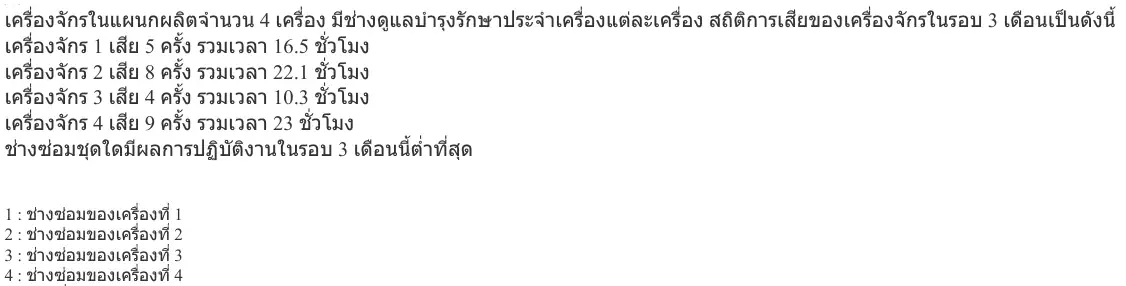 เครื่องจักรในแผนกผลิตจำนวน 4 เครื่อง มีช่างดูแลบำรุงรักษาประจำเครื่องแต่ละเครื่อง สถิติการเสียของเครื่องจักรในรอบ 3 เดือนเป็นดังนี้
เครื่องจักร 1 เสีย 5 ครั้ง รวมเวลา 16.5 ชั่วโมง
เครื่องจักร 2 เสีย 8 ครั้ง รวมเวลา 22.1 ชั่วโมง
เครื่องจักร 3 เสีย 4 ครั้ง รวมเวลา 10.3 ชั่วโมง
เครื่องจักร 4 เสีย 9 ครั้ง รวมเวลา 23 ชั่วโมง
ช่างซ่อมชุดใดมีผลการปฏิบัติงานในรอบ 3 เดือนนี้ต่ำที่สุด
1 : ช่างซ่อมของเครื่องที่ 1
2 : ช่างซ่อมของเครื่องที่ 2
3 : ช่างซ่อมของเครื่องที่ 3
4 : ช่างซ่อมของเครื่องที่ 4